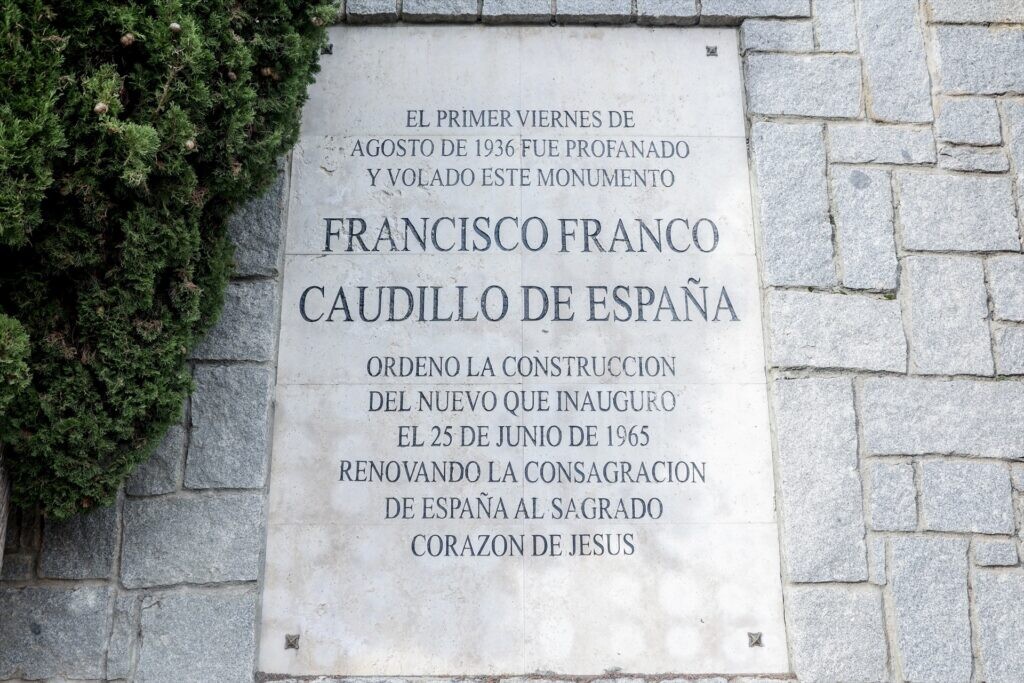 EL PRIMER VIERNES DE
AGOSTO DE 1936 FUE PROFANADO
Y VOLADO ESTE MONUMENTO
FRANCISCO FRANCO
CAUDILLO DE ESPAÑA
ORDENO LA CONSTRUCCION
DEL NUEVO QUE INAUGURO
EL 25 DE JUNIO DE 1965
RENOVANDO LA CONSAGRACION
DE ESPAÑA AL SAGRADO
CORAZON DE JESUS